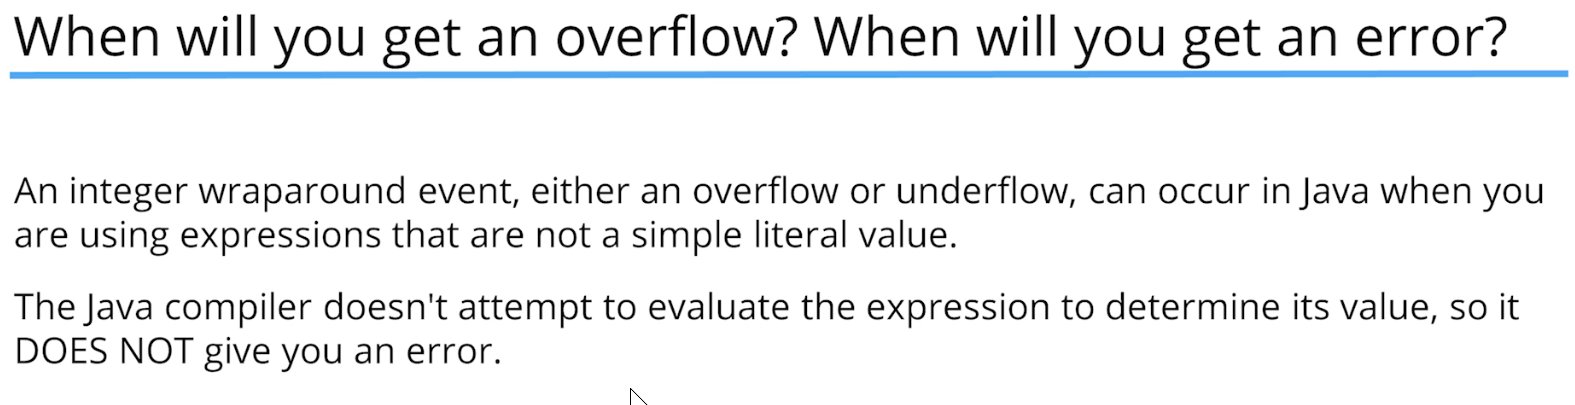 When will you get an overflow? When will you get an error?
An integer wraparound event, either an overflow or underflow, can occur in Java when you
are using expressions that are not a simple literal value.
The Java compiler doesn't attempt to evaluate the expression to determine its value, so it
DOES NOT give you an error.